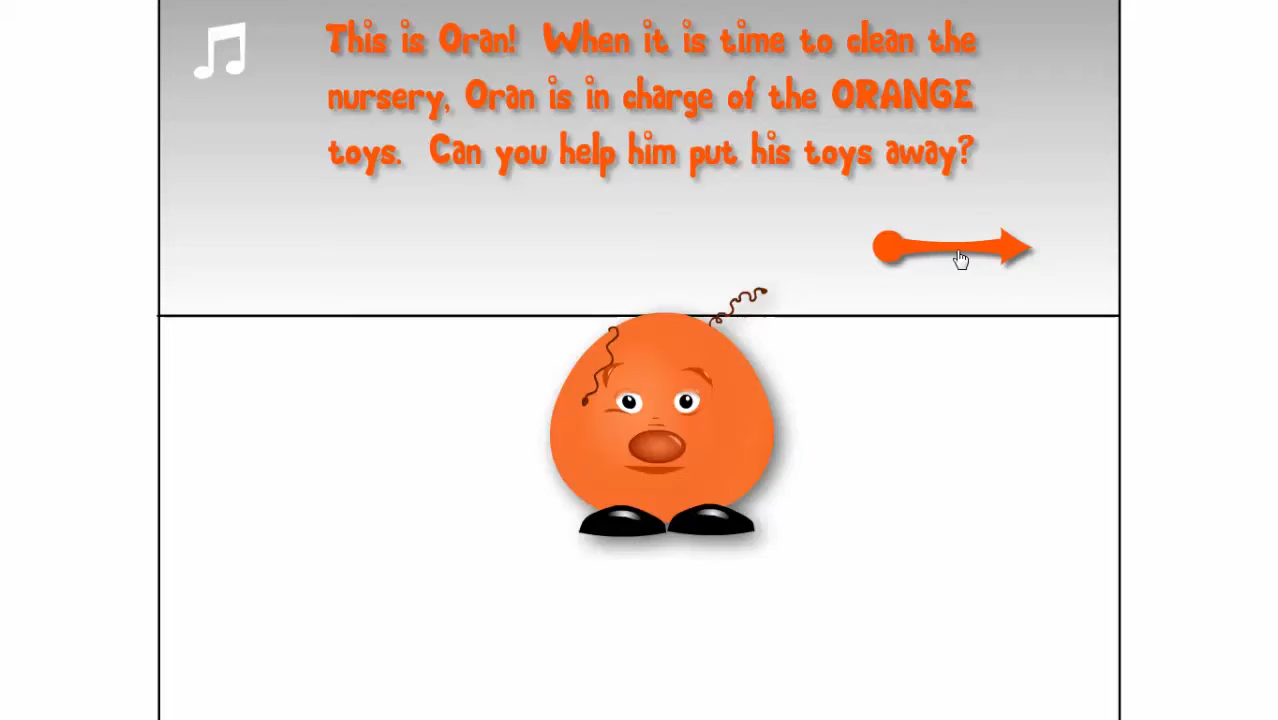 This is Oran! When it is time to clean the
nursery, Oran is in charge of the ORANGE
toys. Can you help him put his toys away?